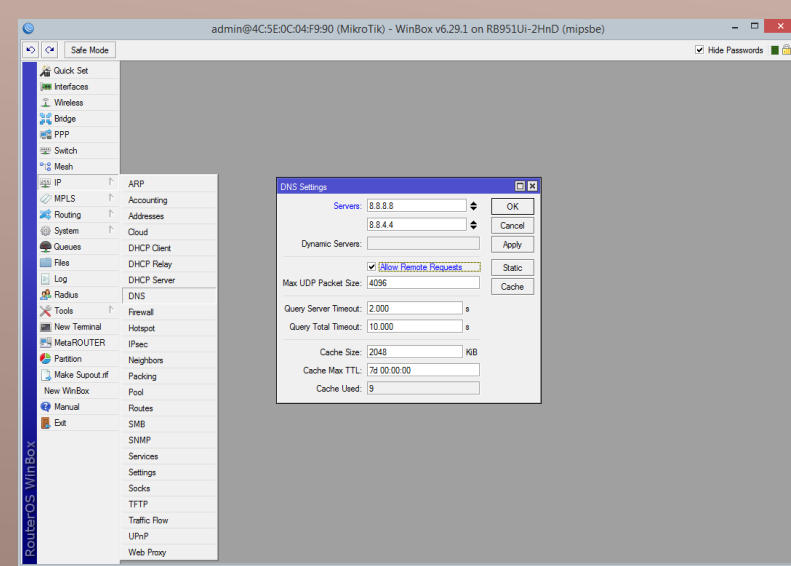 admin@4C:5E:0C:04:F9:90 (MikroTik) - WinBox v6.29.1 on RB951Ui-2HnD (mipsbe)
Safe Mode
Hide Passwords
Quick Set
Interfaces
Wireless
Bridge
PPP
Switch
Mesh
IP
MPLS
Routing
System
Queues
Files
Log
Radius
Tools
New Terminal
MetaROUTER
Partition
Make Supout.rif
New WinBox
Manual
Exit
RouterOS WinBox
ARP
Accounting
Addresses
Cloud
DHCP Client
DHCP Relay
DHCP Server
DNS
Firewall
Hotspot
IPsec
Neighbors
Packing
Pool
Routes
SMB
SNMP
Services
Settings
Socks
TFTP
Traffic Flow
UPnP
Web Proxy
DNS Settings
Servers: 8.8.8.8
8.8.4.4
Dynamic Servers:
Allow Remote Requests
Max UDP Packet Size: 4096
Query Server Timeout: 2.000 s
Query Total Timeout: 10.000 s
Cache Size: 2048 KiB
Cache Max TTL: 7d 00:00:00
Cache Used: 9
OK
Cancel
Apply
Static
Cache